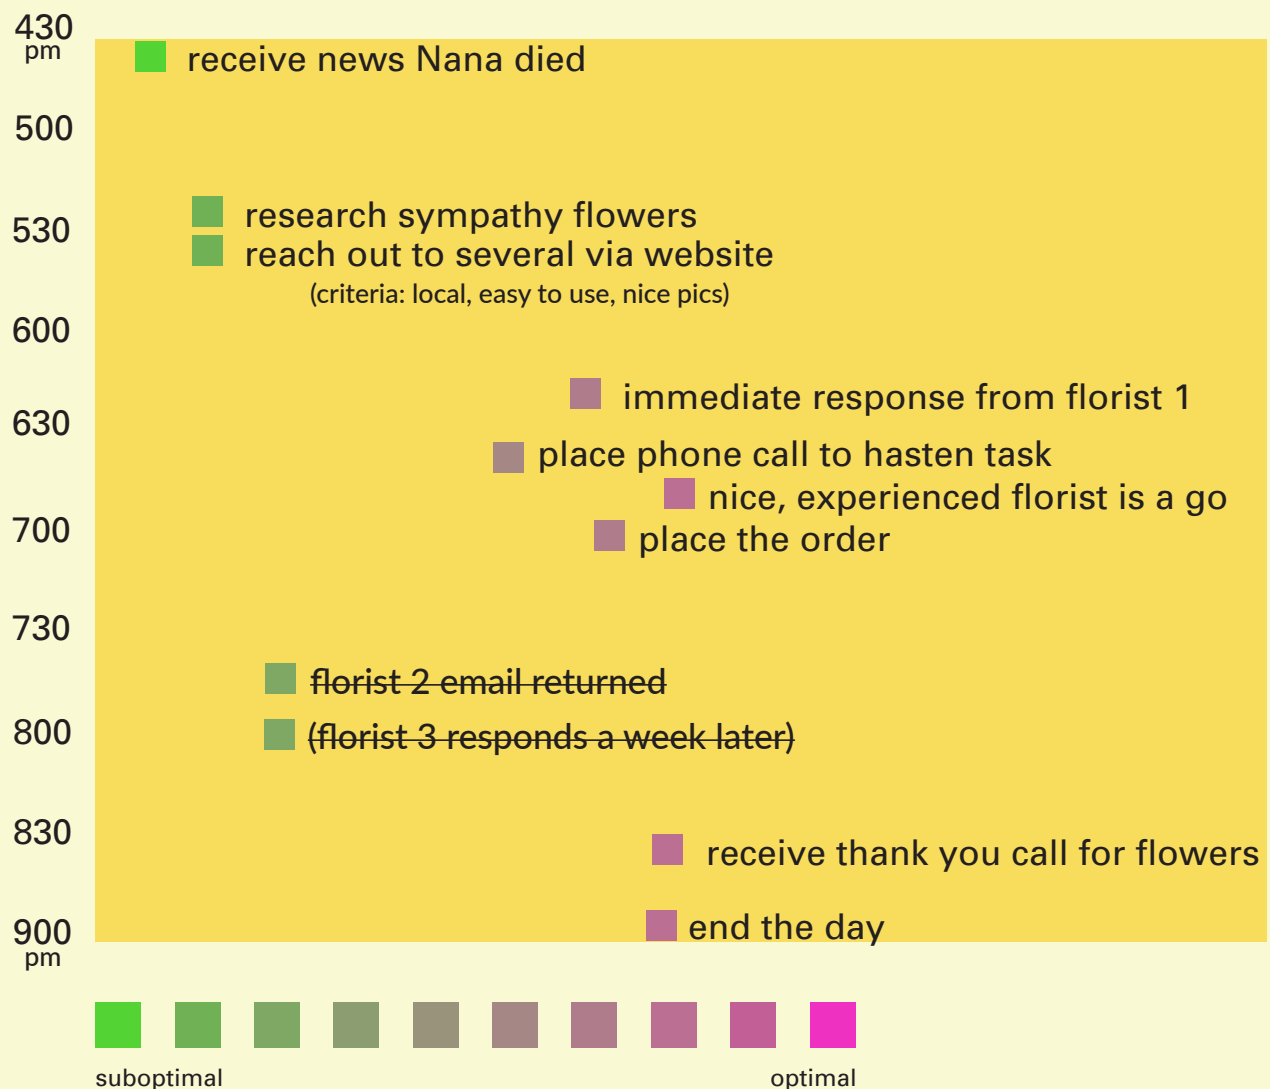 430
pm
receive news Nana died
500
research sympathy flowers
530
reach out to several via website
(criteria: local, easy to use, nice pics)
600
immediate response from florist 1
630
place phone call to hasten task
nice, experienced florist is a go
700
place the order
730
florist 2 email returned
800
(florist 3 responds a week later)
830
receive thank you call for flowers
900
pm
end the day
suboptimal
optimal